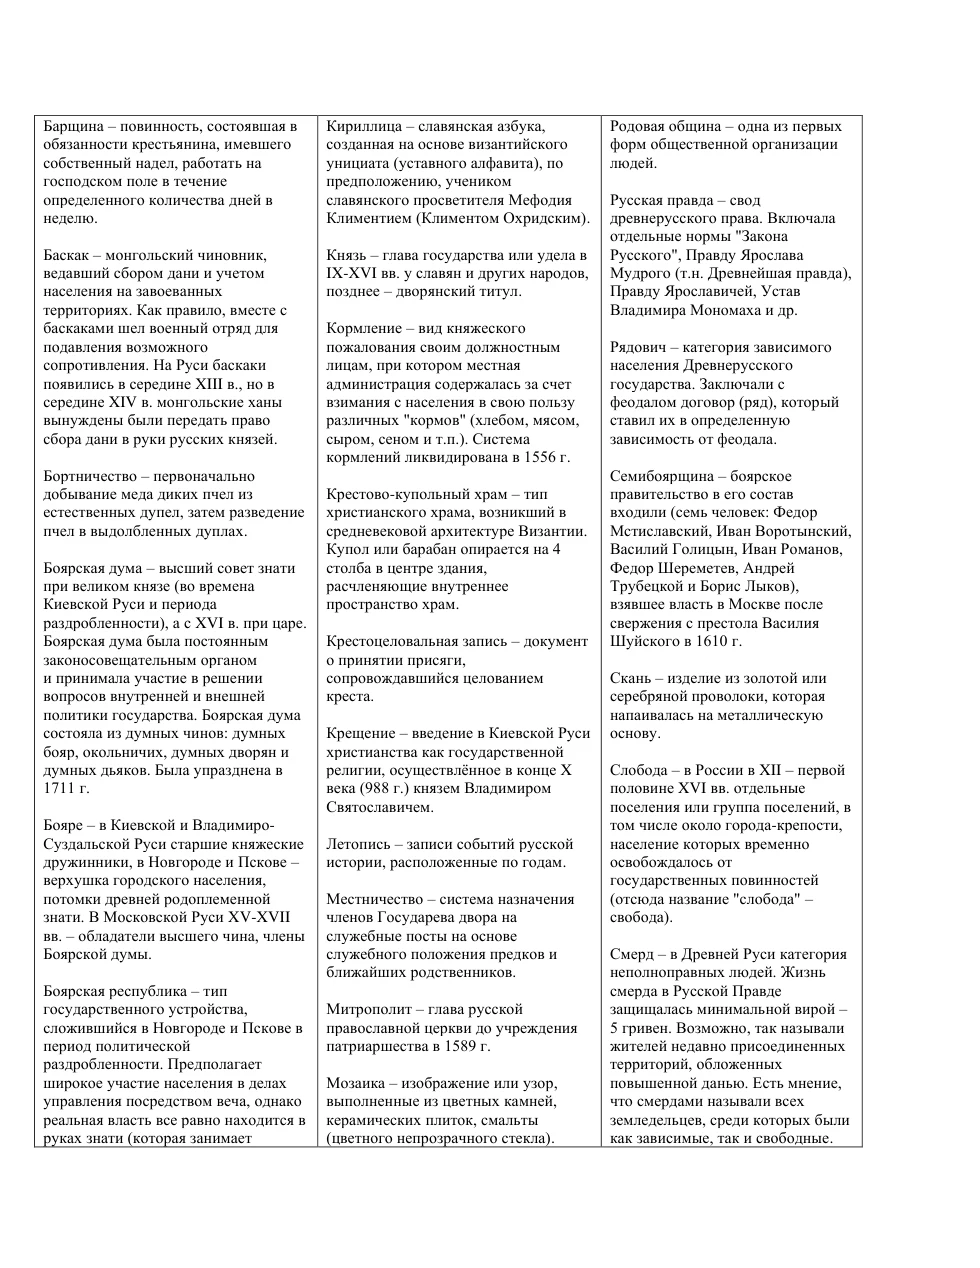 Барщина – повинность, состоявшая в
обязанности крестьянина, имевшего
собственный надел, работать на
господском поле в течение
определенного количества дней в
неделю.
Баскак – монгольский чиновник,
ведавший сбором дани и учетом
населения на завоеванных
территориях. Как правило, вместе с
баскаками шел военный отряд для
подавления возможного
сопротивления. На Руси баскаки
появились в середине XIII в., но в
середине XIV в. монгольские ханы
вынуждены были передать право
сбора дани в руки русских князей.
Бортничество – первоначально
добывание меда диких пчел из
естественных дупел, затем разведение
пчел в выдолбленных дуплах.
Боярская дума – высший совет знати
при великом князе (во времена
Киевской Руси и периода
раздробленности), а с XVI в. при царе.
Боярская дума была постоянным
законосовещательным органом
и принимала участие в решении
вопросов внутренней и внешней
политики государства. Боярская дума
состояла из думных чинов: думных
бояр, окольничих, думных дворян и
думных дьяков. Была упразднена в
1711 г.
Бояре – в Киевской и Владимиро-
Суздальской Руси старшие княжеские
дружинники, в Новгороде и Пскове –
верхушка городского населения,
потомки древней родоплеменной
знати. В Московской Руси XV-XVII
вв. – обладатели высшего чина, члены
Боярской думы.
Боярская республика – тип
государственного устройства,
сложившийся в Новгороде и Пскове в
период политической
раздробленности. Предполагает
широкое участие населения в делах
управления посредством веча, однако
реальная власть все равно находится в
руках знати (которая занимает
Кириллица – славянская азбука,
созданная на основе византийского
унициата (уставного алфавита), по
предположению, учеником
славянского просветителя Мефодия
Климентием (Климентом Охридским).
Князь – глава государства или удела в
IX-XVI вв. у славян и других народов,
позднее – дворянский титул.
Кормление – вид княжеского
пожалования своим должностным
лицам, при котором местная
администрация содержалась за счет
взимания с населения в свою пользу
различных "кормов" (хлебом, мясом,
сыром, сеном и т.п.). Система
кормлений ликвидирована в 1556 г.
Крестово-купольный храм – тип
христианского храма, возникший в
средневековой архитектуре Византии.
Купол или барабан опирается на 4
столба в центре здания,
расчленяющие внутреннее
пространство храм.
Крестоцеловальная запись – документ
о принятии присяги,
сопровождавшийся целованием
креста.
Крещение – введение в Киевской Руси
христианства как государственной
религии, осуществлённое в конце X
века (988 г.) князем Владимиром
Святославичем.
Летопись – записи событий русской
истории, расположенные по годам.
Местничество – система назначения
членов Государева двора на
служебные посты на основе
служебного положения предков и
ближайших родственников.
Митрополит – глава русской
православной церкви до учреждения
патриаршества в 1589 г.
Мозаика – изображение или узор,
выполненные из цветных камней,
керамических плиток, смальты
(цветного непрозрачного стекла).
Родовая община – одна из первых
форм общественной организации
людей.
Русская правда – свод
древнерусского права. Включала
отдельные нормы "Закона
Русского", Правду Ярослава
Мудрого (т.н. Древнейшая правда),
Правду Ярославичей, Устав
Владимира Мономаха и др.
Рядович – категория зависимого
населения Древнерусского
государства. Заключали с
феодалом договор (ряд), который
ставил их в определенную
зависимость от феодала.
Семибоярщина – боярское
правительство в его состав
входили (семь человек: Федор
Мстиславский, Иван Воротынский,
Василий Голицын, Иван Романов,
Федор Шереметев, Андрей
Трубецкой и Борис Лыков),
взявшее власть в Москве после
свержения с престола Василия
Шуйского в 1610 г.
Скань – изделие из золотой или
серебряной проволоки, которая
напаивалась на металлическую
основу.
Слобода – в России в XII – первой
половине XVI вв. отдельные
поселения или группа поселений, в
том числе около города-крепости,
население которых временно
освобождалось от
государственных повинностей
(отсюда название "слобода" –
свобода).
Смерд – в Древней Руси категория
неполноправных людей. Жизнь
смерда в Русской Правде
защищалась минимальной вирой –
5 гривен. Возможно, так называли
жителей недавно присоединенных
территорий, обложенных
повышенной данью. Есть мнение,
что смердами называли всех
земледельцев, среди которых были
как зависимые, так и свободные.